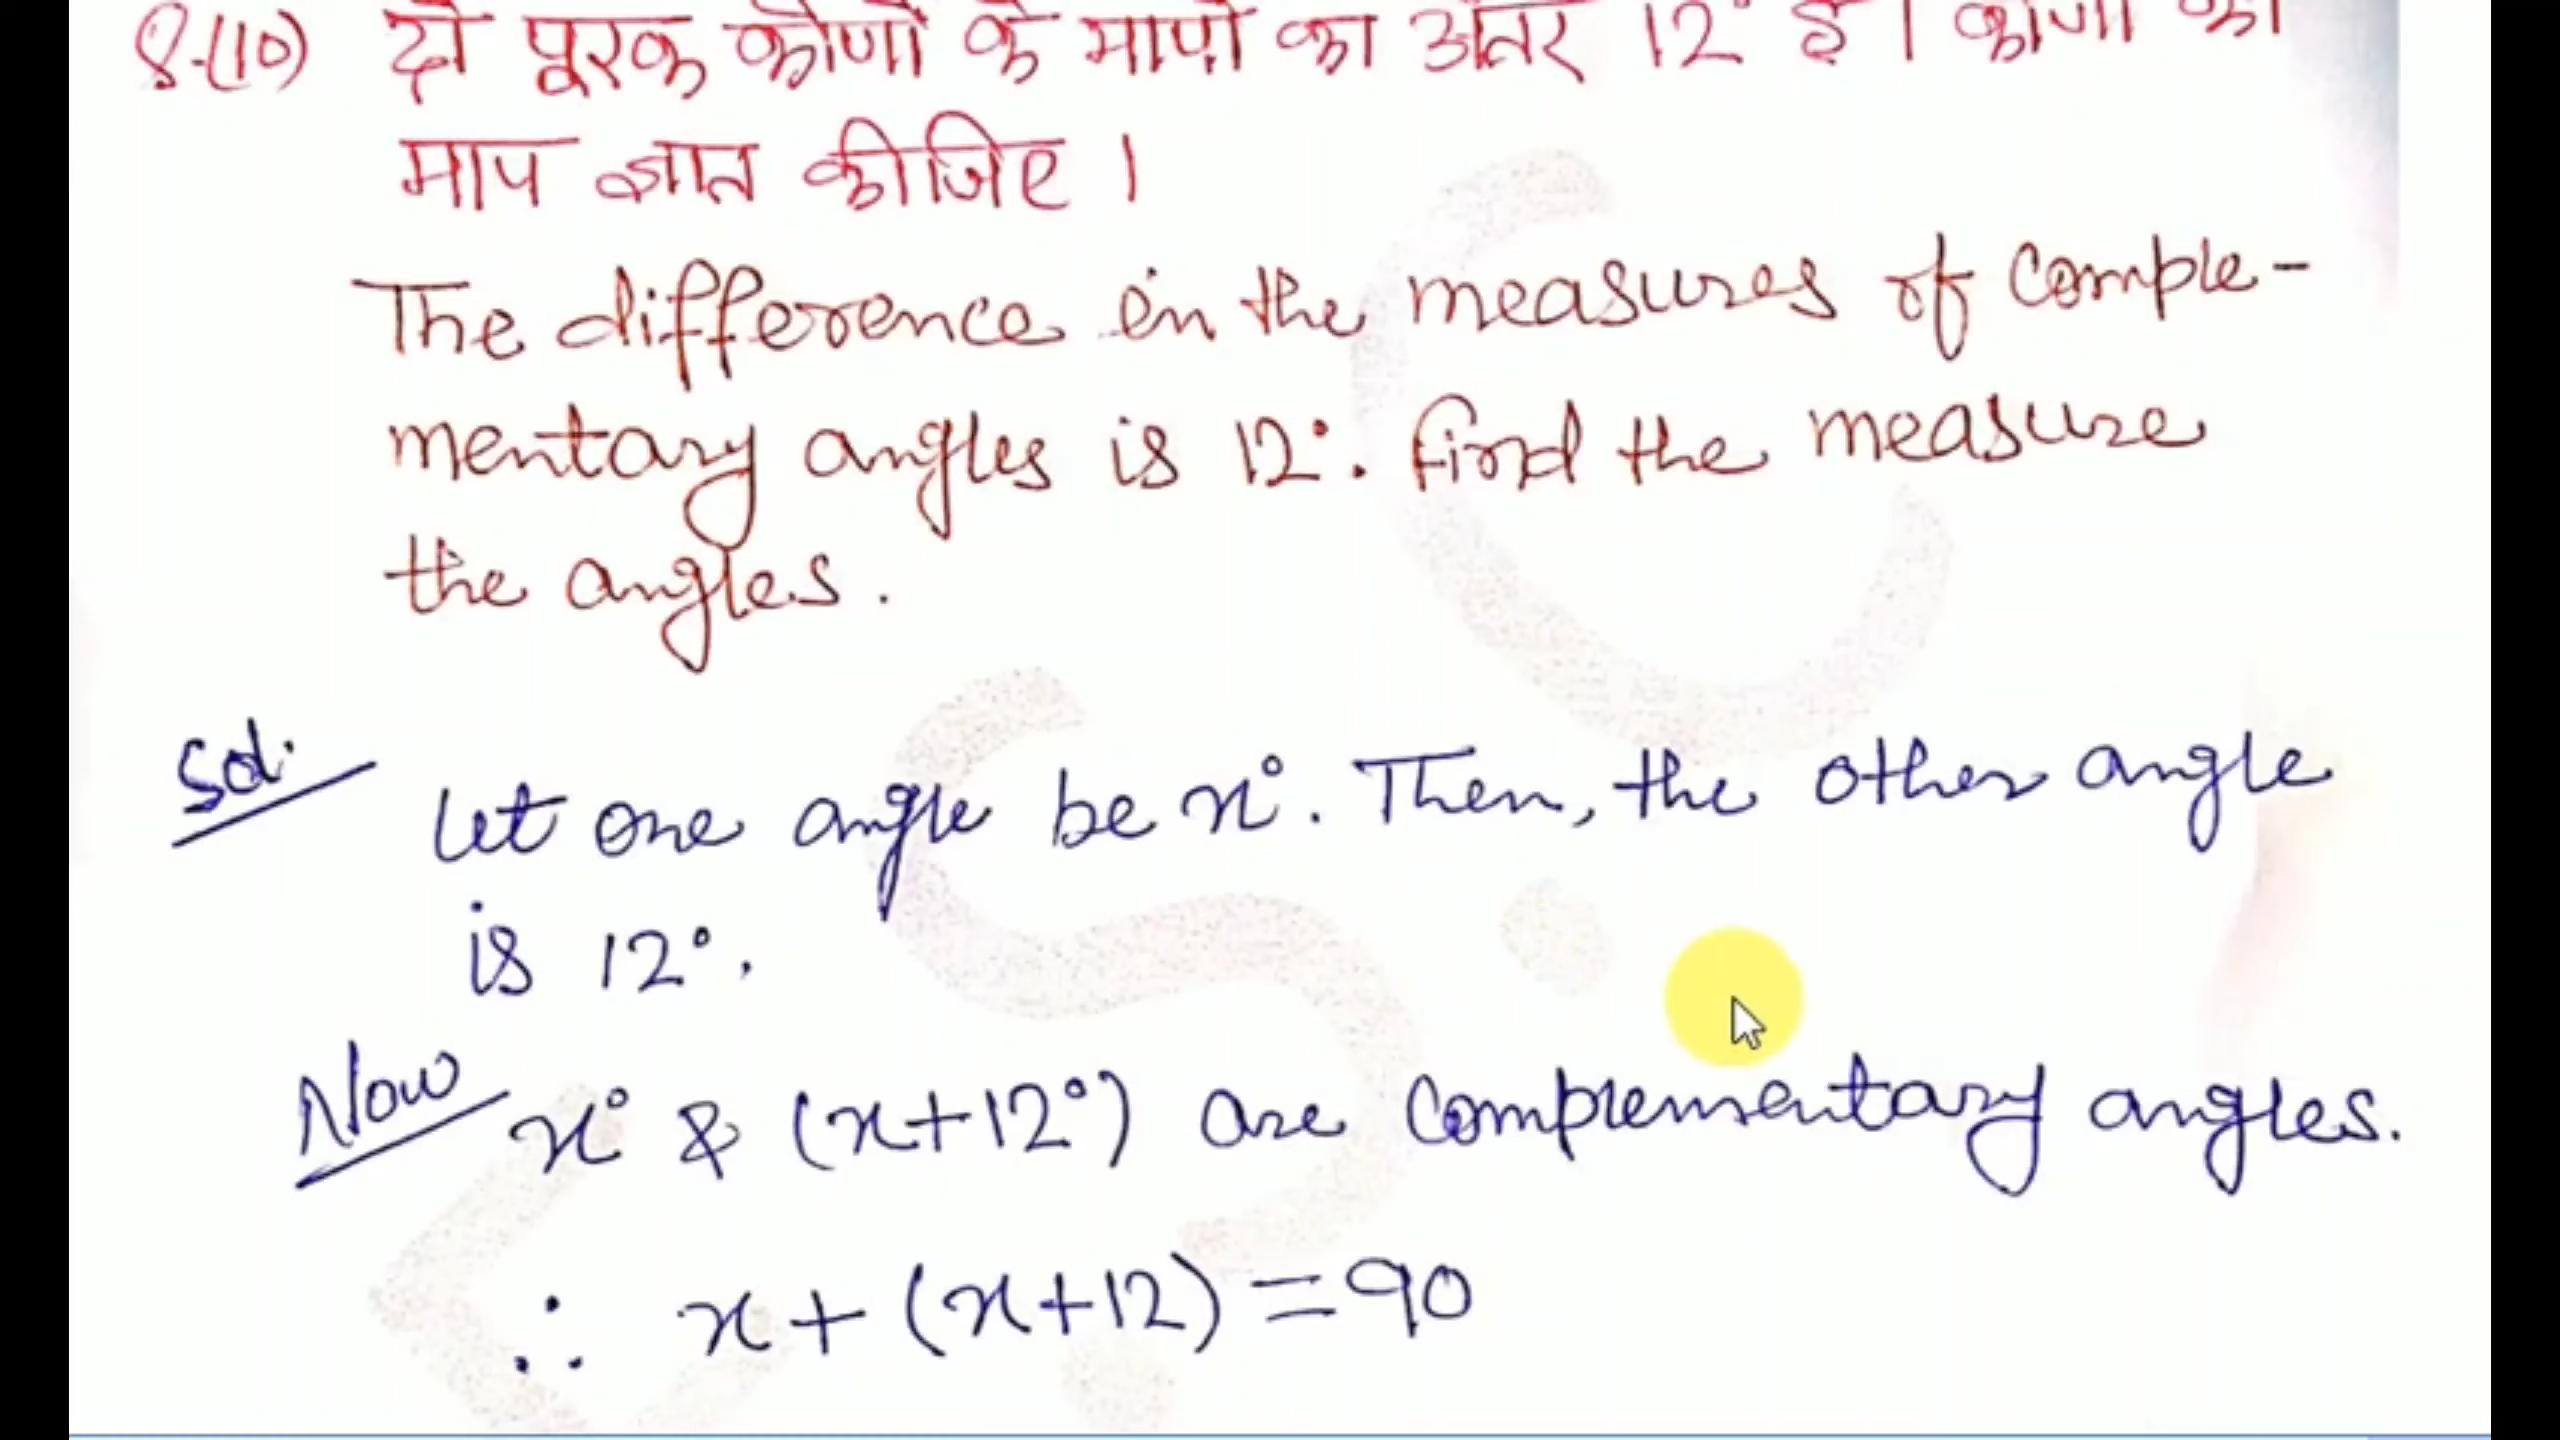 Q.(10) दो पूरक कोणों के मापों का अंतर 12° है। कोणों की
माप ज्ञात कीजिए।
The difference in the measures of comple-
mentary angles is 12°. Find the measure
the angles.
Sol.
Let one angle be x°. Then, the other angle
is 12°.
Now x° & (x+12°) are complementary angles.
∴ x + (x+12) = 90